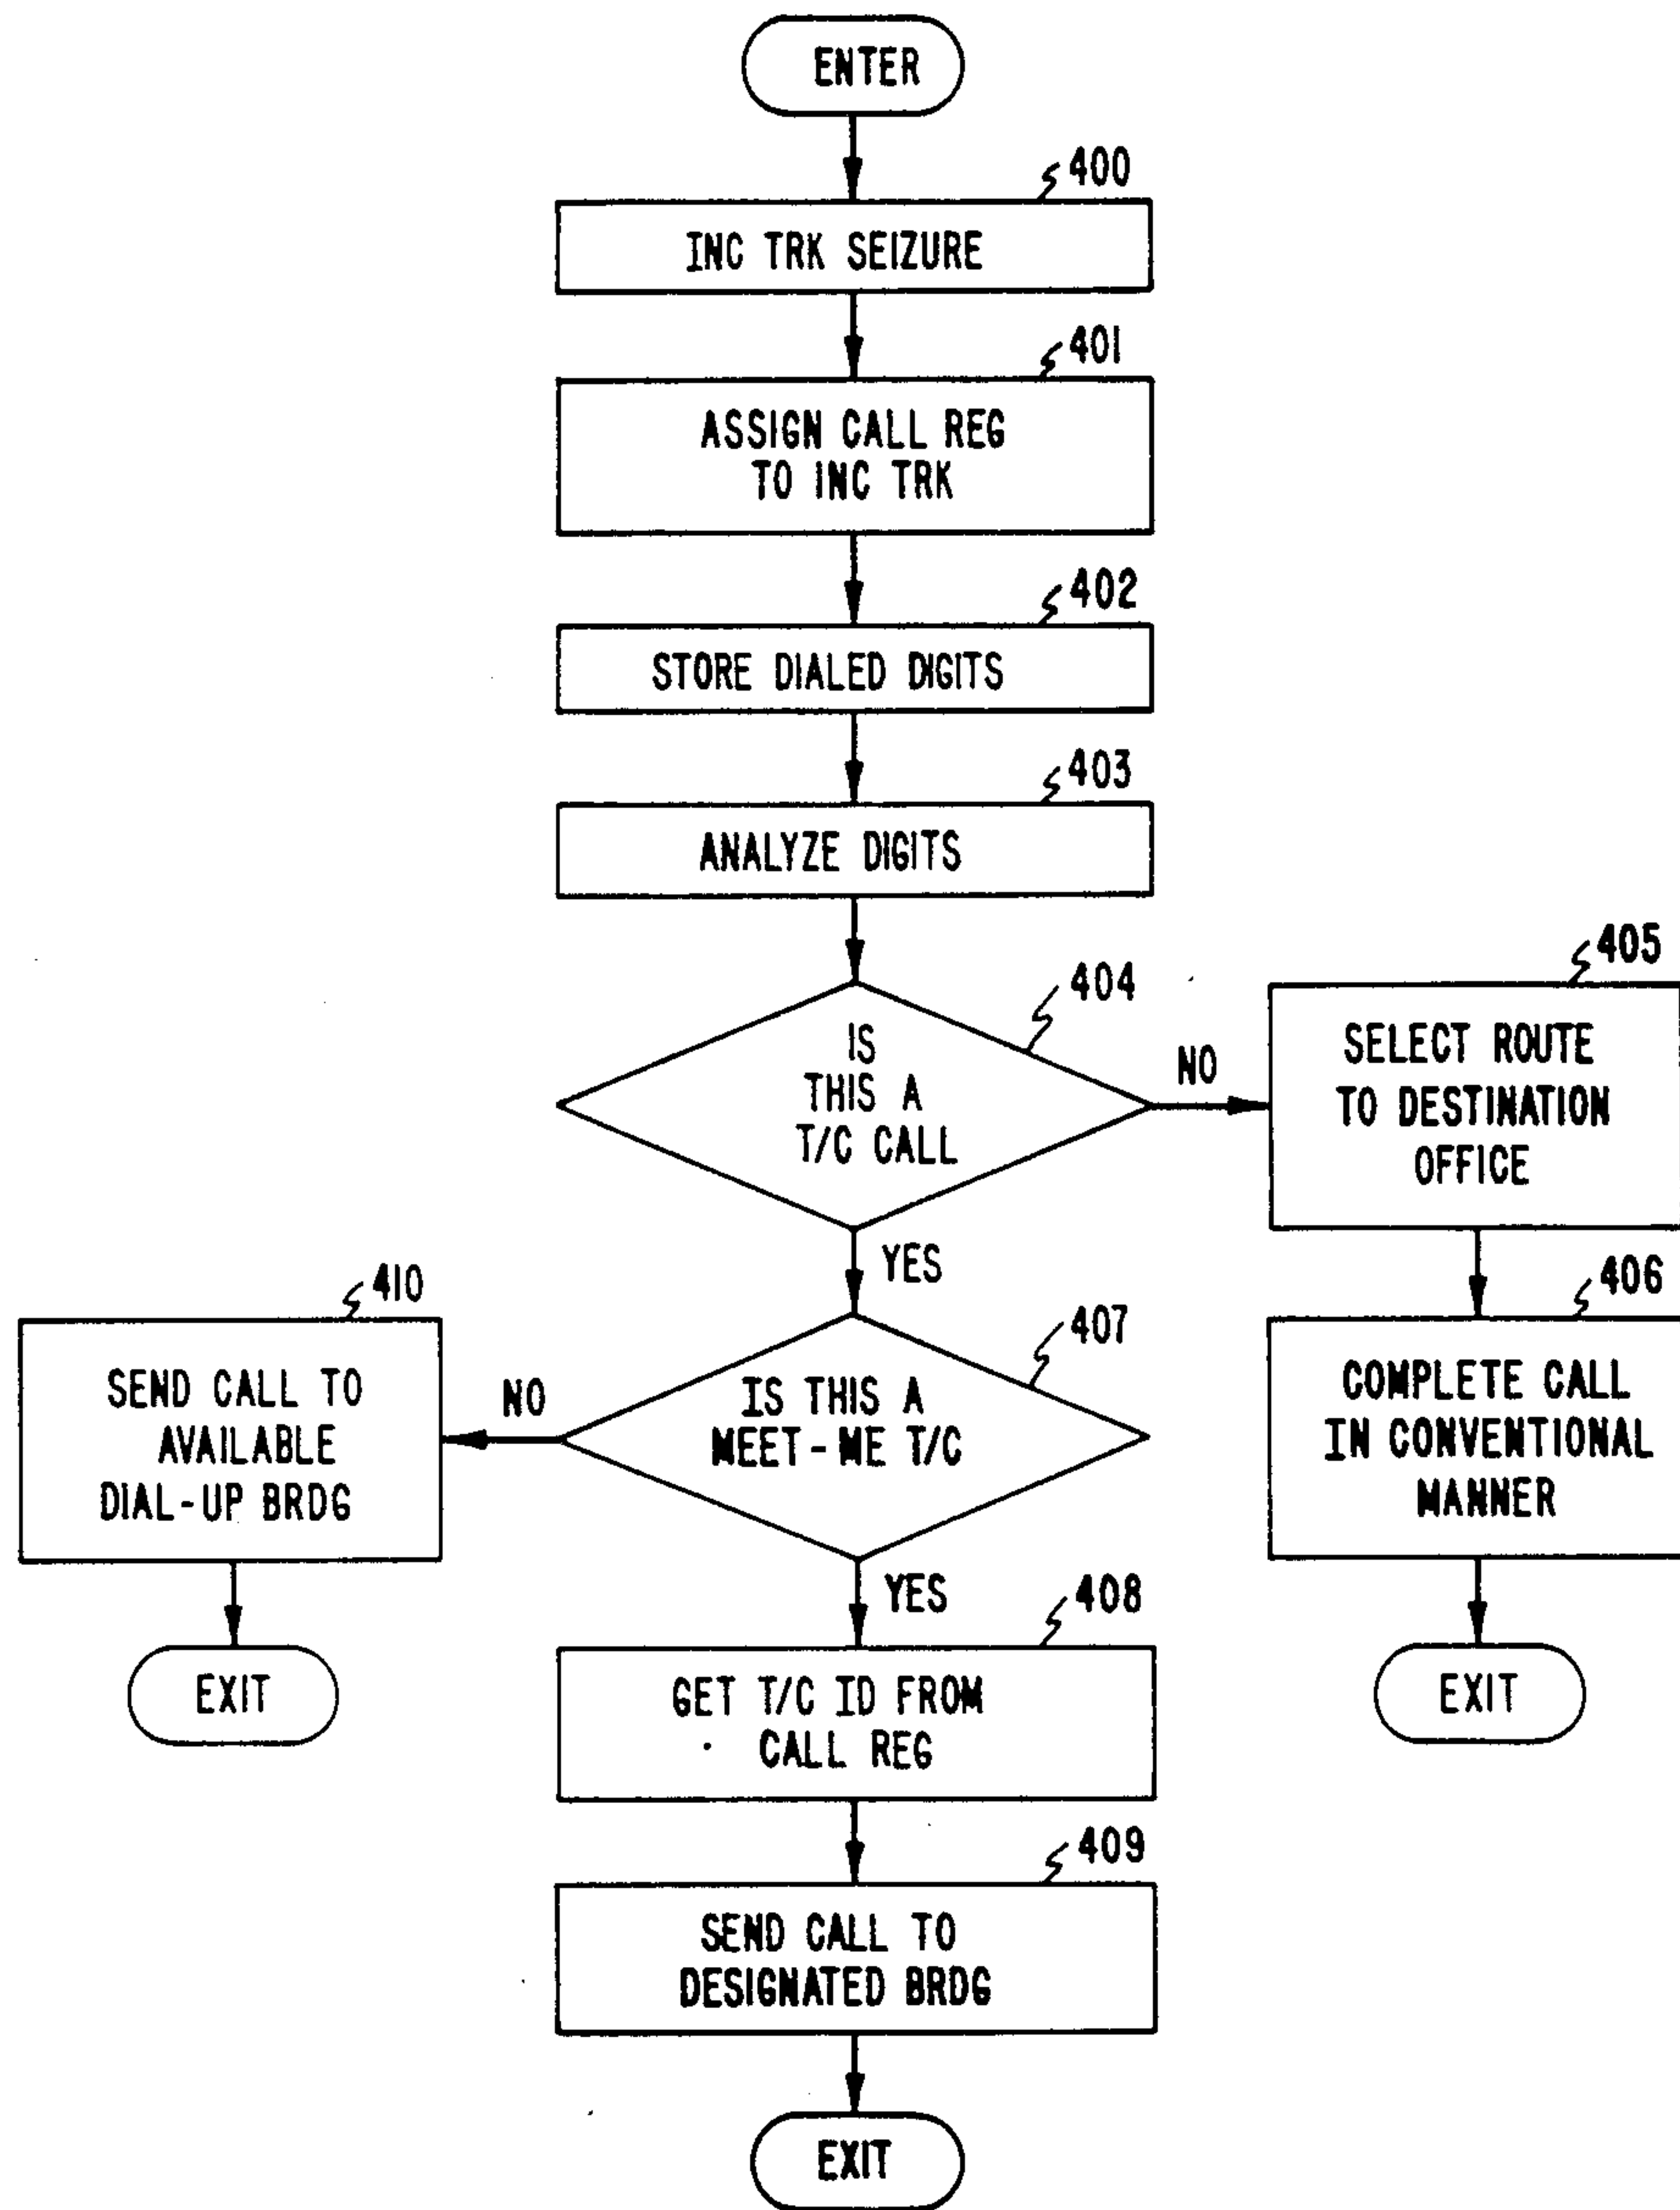 ENTER
400
INC TRK SEIZURE
401
ASSIGN CALL REG
TO INC TRK
402
STORE DIALED DIGITS
403
ANALYZE DIGITS
404
IS
THIS A
T/C CALL
NO
405
SELECT ROUTE
TO DESTINATION
OFFICE
YES
406
COMPLETE CALL
IN CONVENTIONAL
MANNER
EXIT
407
IS THIS A
MEET-ME T/C
NO
410
SEND CALL TO
AVAILABLE
DIAL-UP BRDG
EXIT
YES
408
GET T/C ID FROM
CALL REG
409
SEND CALL TO
DESIGNATED BRDG
EXIT